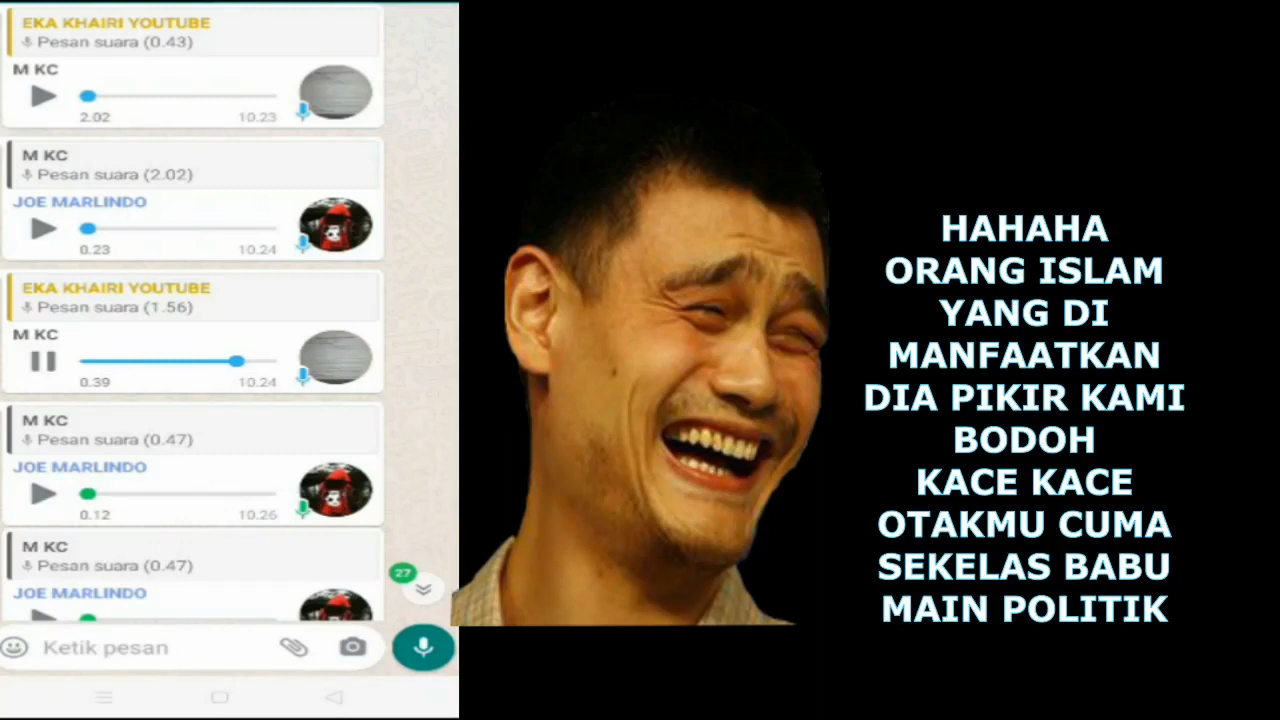 EKA KHAIRI YOUTUBE
Pesan suara (0.43)
M KC
2.02 10.23
M KC
Pesan suara (2.02)
JOE MARLINDO
0.23 10.24
EKA KHAIRI YOUTUBE
Pesan suara (1.56)
M KC
0.39 10.24
M KC
Pesan suara (0.47)
JOE MARLINDO
0.12 10.26
M KC
Pesan suara (0.47)
JOE MARLINDO
27
Ketik pesan
HAHAHA
ORANG ISLAM
YANG DI
MANFAATKAN
DIA PIKIR KAMI
BODOH
KACE KACE
OTAKMU CUMA
SEKELAS BABU
MAIN POLITIK